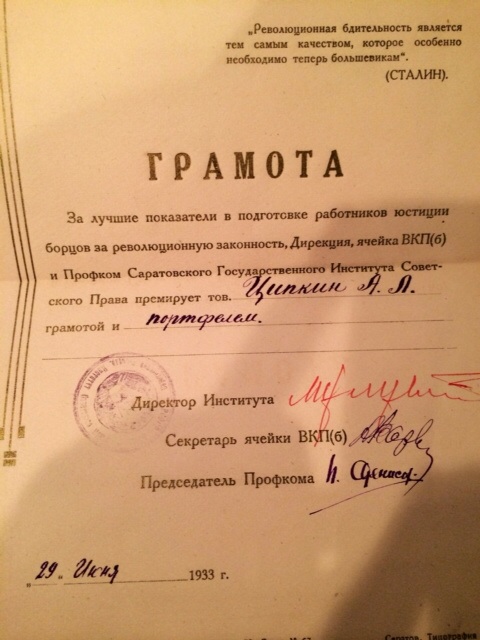 „Революционная бдительность является
тем самым качеством, которое особенно
необходимо теперь большевикам“.
(СТАЛИН).
ГРАМОТА
За лучшие показатели в подготовке работников юстиции
борцов за революционную законность, Дирекция, ячейка ВКП(б)
и Профком Саратовского Государственного Института Совет-
ского Права премирует тов. Ципкин А. Л.
грамотой и портфелем.
Директор Института
Секретарь ячейки ВКП(б)
Председатель Профкома
„29„ Июня 1933 г.
Саратов, Типография